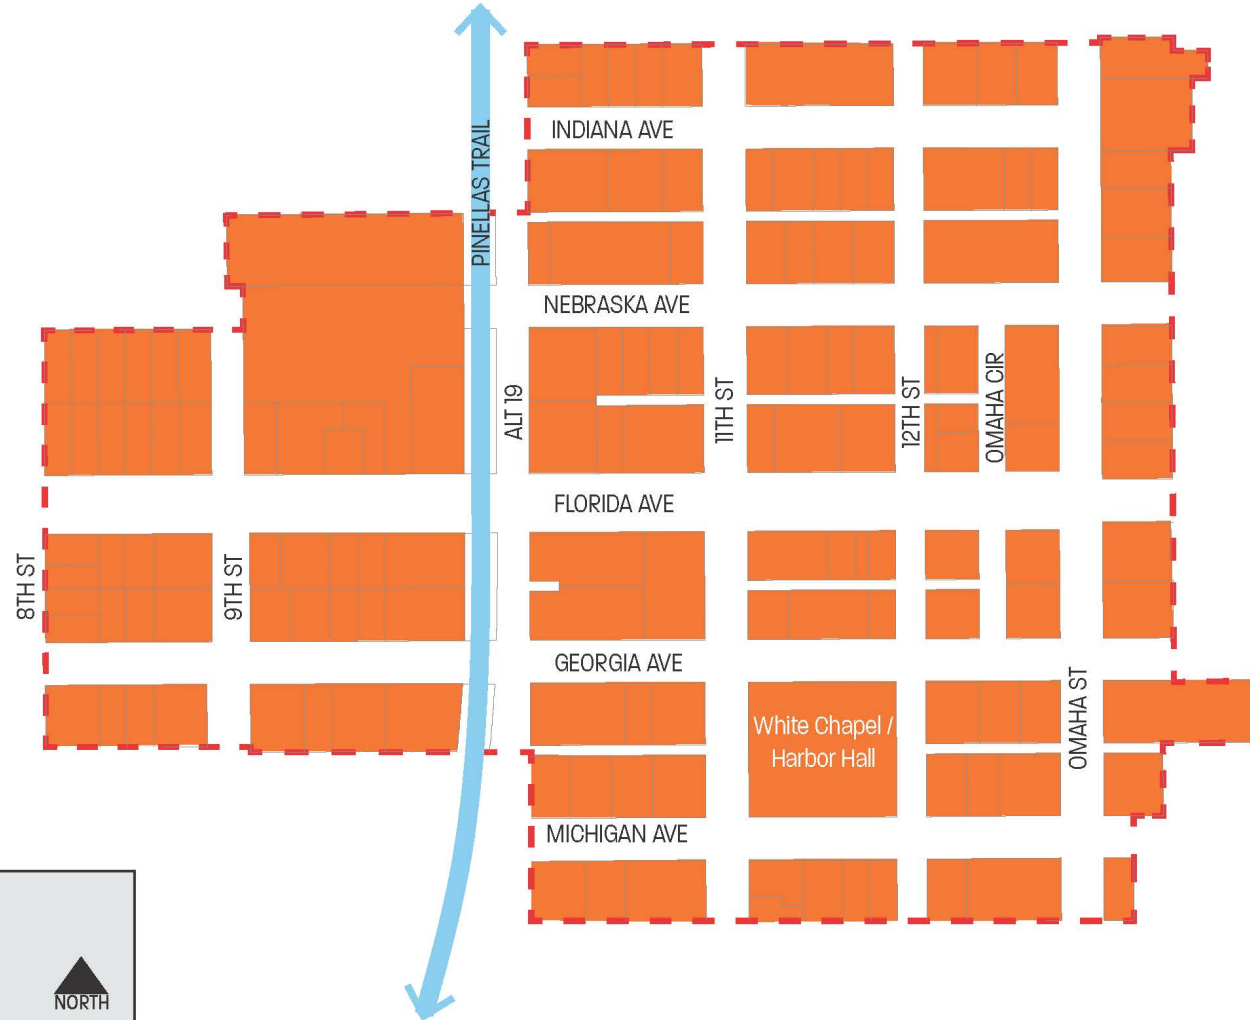 PINELLAS TRAIL
INDIANA AVE
NEBRASKA AVE
ALT 19
11TH ST
12TH ST
OMAHA CIR
FLORIDA AVE
8TH ST
9TH ST
GEORGIA AVE
OMAHA ST
White Chapel /
Harbor Hall
MICHIGAN AVE
NORTH